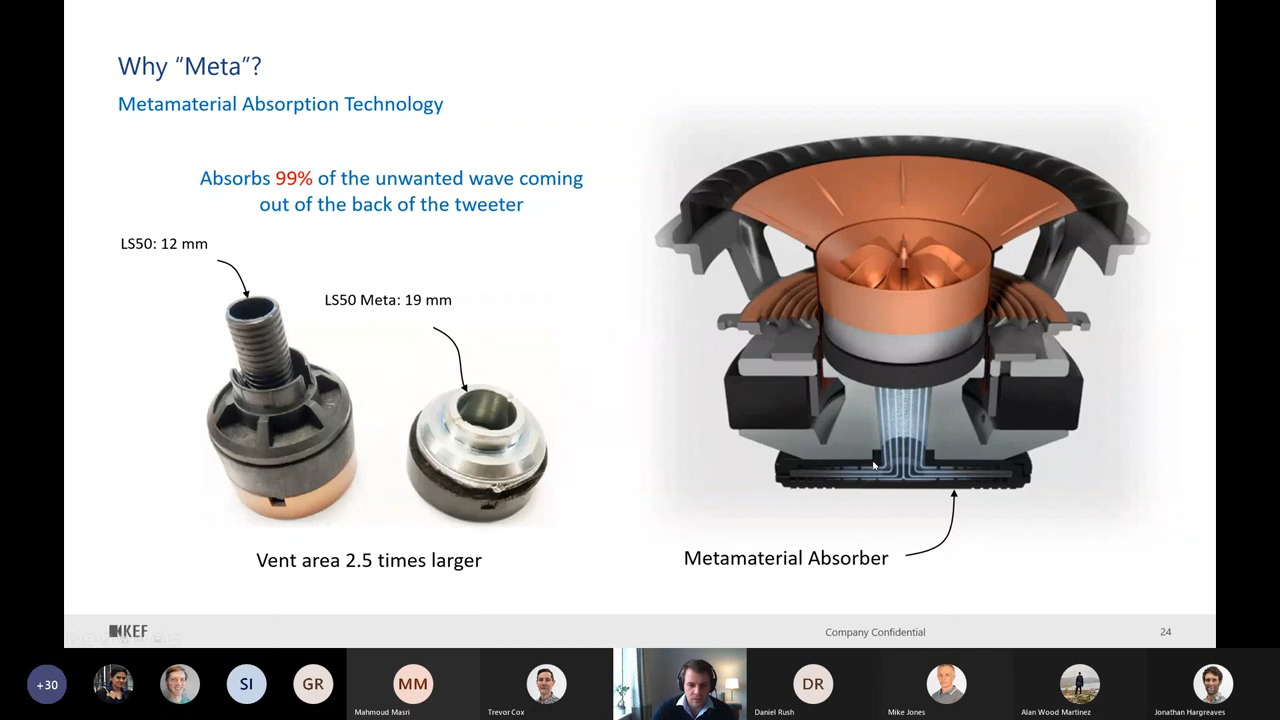 Why “Meta”?
Metamaterial Absorption Technology
Absorbs 99% of the unwanted wave coming
out of the back of the tweeter
LS50: 12 mm
LS50 Meta: 19 mm
Vent area 2.5 times larger
Metamaterial Absorber
KEF
Company Confidential
24
+30
SI
GR
MM
DR
Mahmoud Masri
Trevor Cox
Daniel Rush
Mike Jones
Alan Wood Martinez
Jonathan Hargreaves